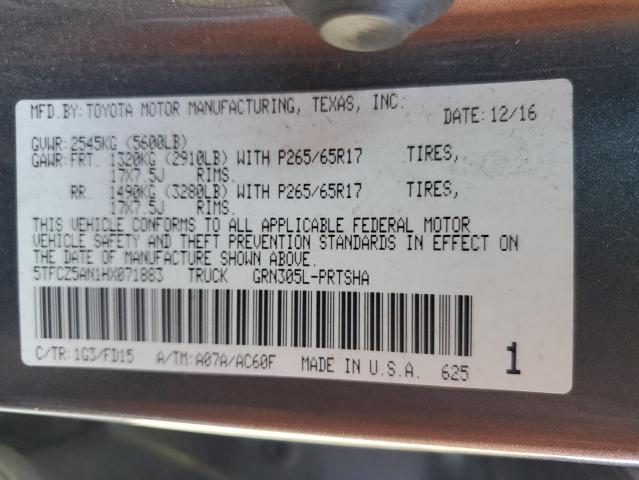 MFD.BY:TOYOTA MOTOR MANUFACTURING, TEXAS, INC. DATE:12/16
GVWR:2545KG (5600LB)
GAWR:FRT. 1320KG (2910LB) WITH P265/65R17 TIRES,
17X7.5J RIMS.
RR. 1490KG (3280LB) WITH P265/65R17 TIRES,
17X7.5J RIMS.
THIS VEHICLE CONFORMS TO ALL APPLICABLE FEDERAL MOTOR
VEHICLE SAFETY AND THEFT PREVENTION STANDARDS IN EFFECT ON
THE DATE OF MANUFACTURE SHOWN ABOVE.
5TFCZ5AN1HX071883 TRUCK GRN305L-PRTSHA
C/TR:1G3/FD15 A/TM:A07A/AC60F MADE IN U.S.A. 625 1